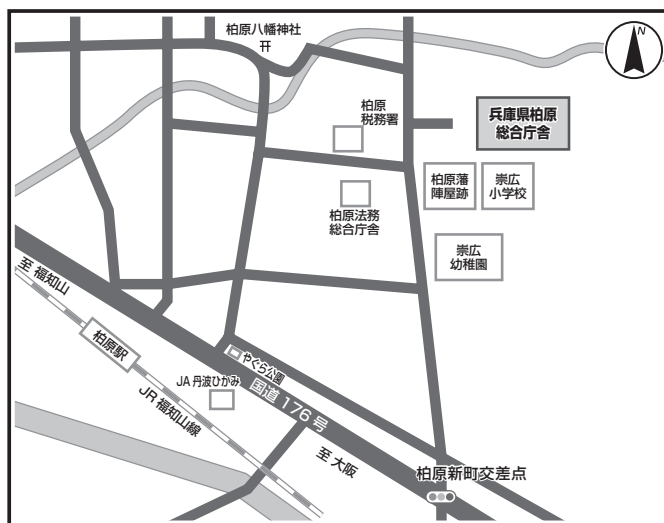 柏原八幡神社
N
柏原
税務署
兵庫県柏原
総合庁舎
柏原藩
陣屋跡
崇広
小学校
柏原法務
総合庁舎
崇広
幼稚園
至 福知山
柏原駅
やぐら公園
JA 丹波ひかみ
国道 176 号
JR 福知山線
至 大阪
柏原新町交差点